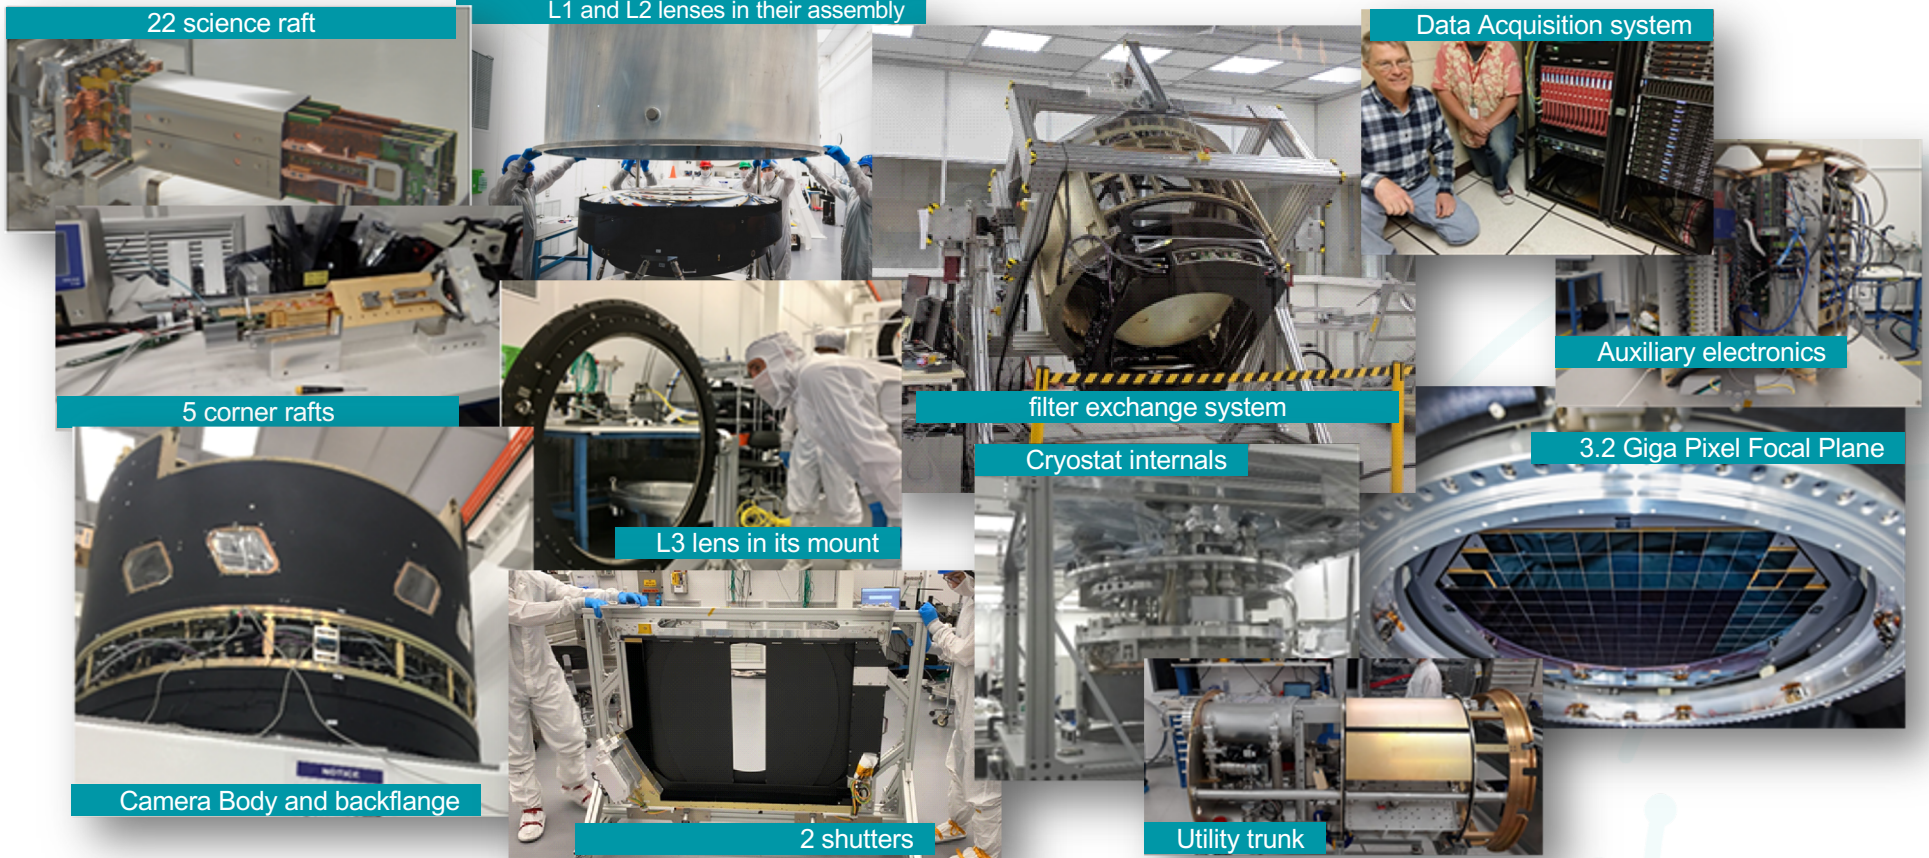 22 science raft
L1 and L2 lenses in their assembly
Data Acquisition system
Auxiliary electronics
5 corner rafts
filter exchange system
3.2 Giga Pixel Focal Plane
Cryostat internals
L3 lens in its mount
NOTICE
Camera Body and backflange
2 shutters
Utility trunk